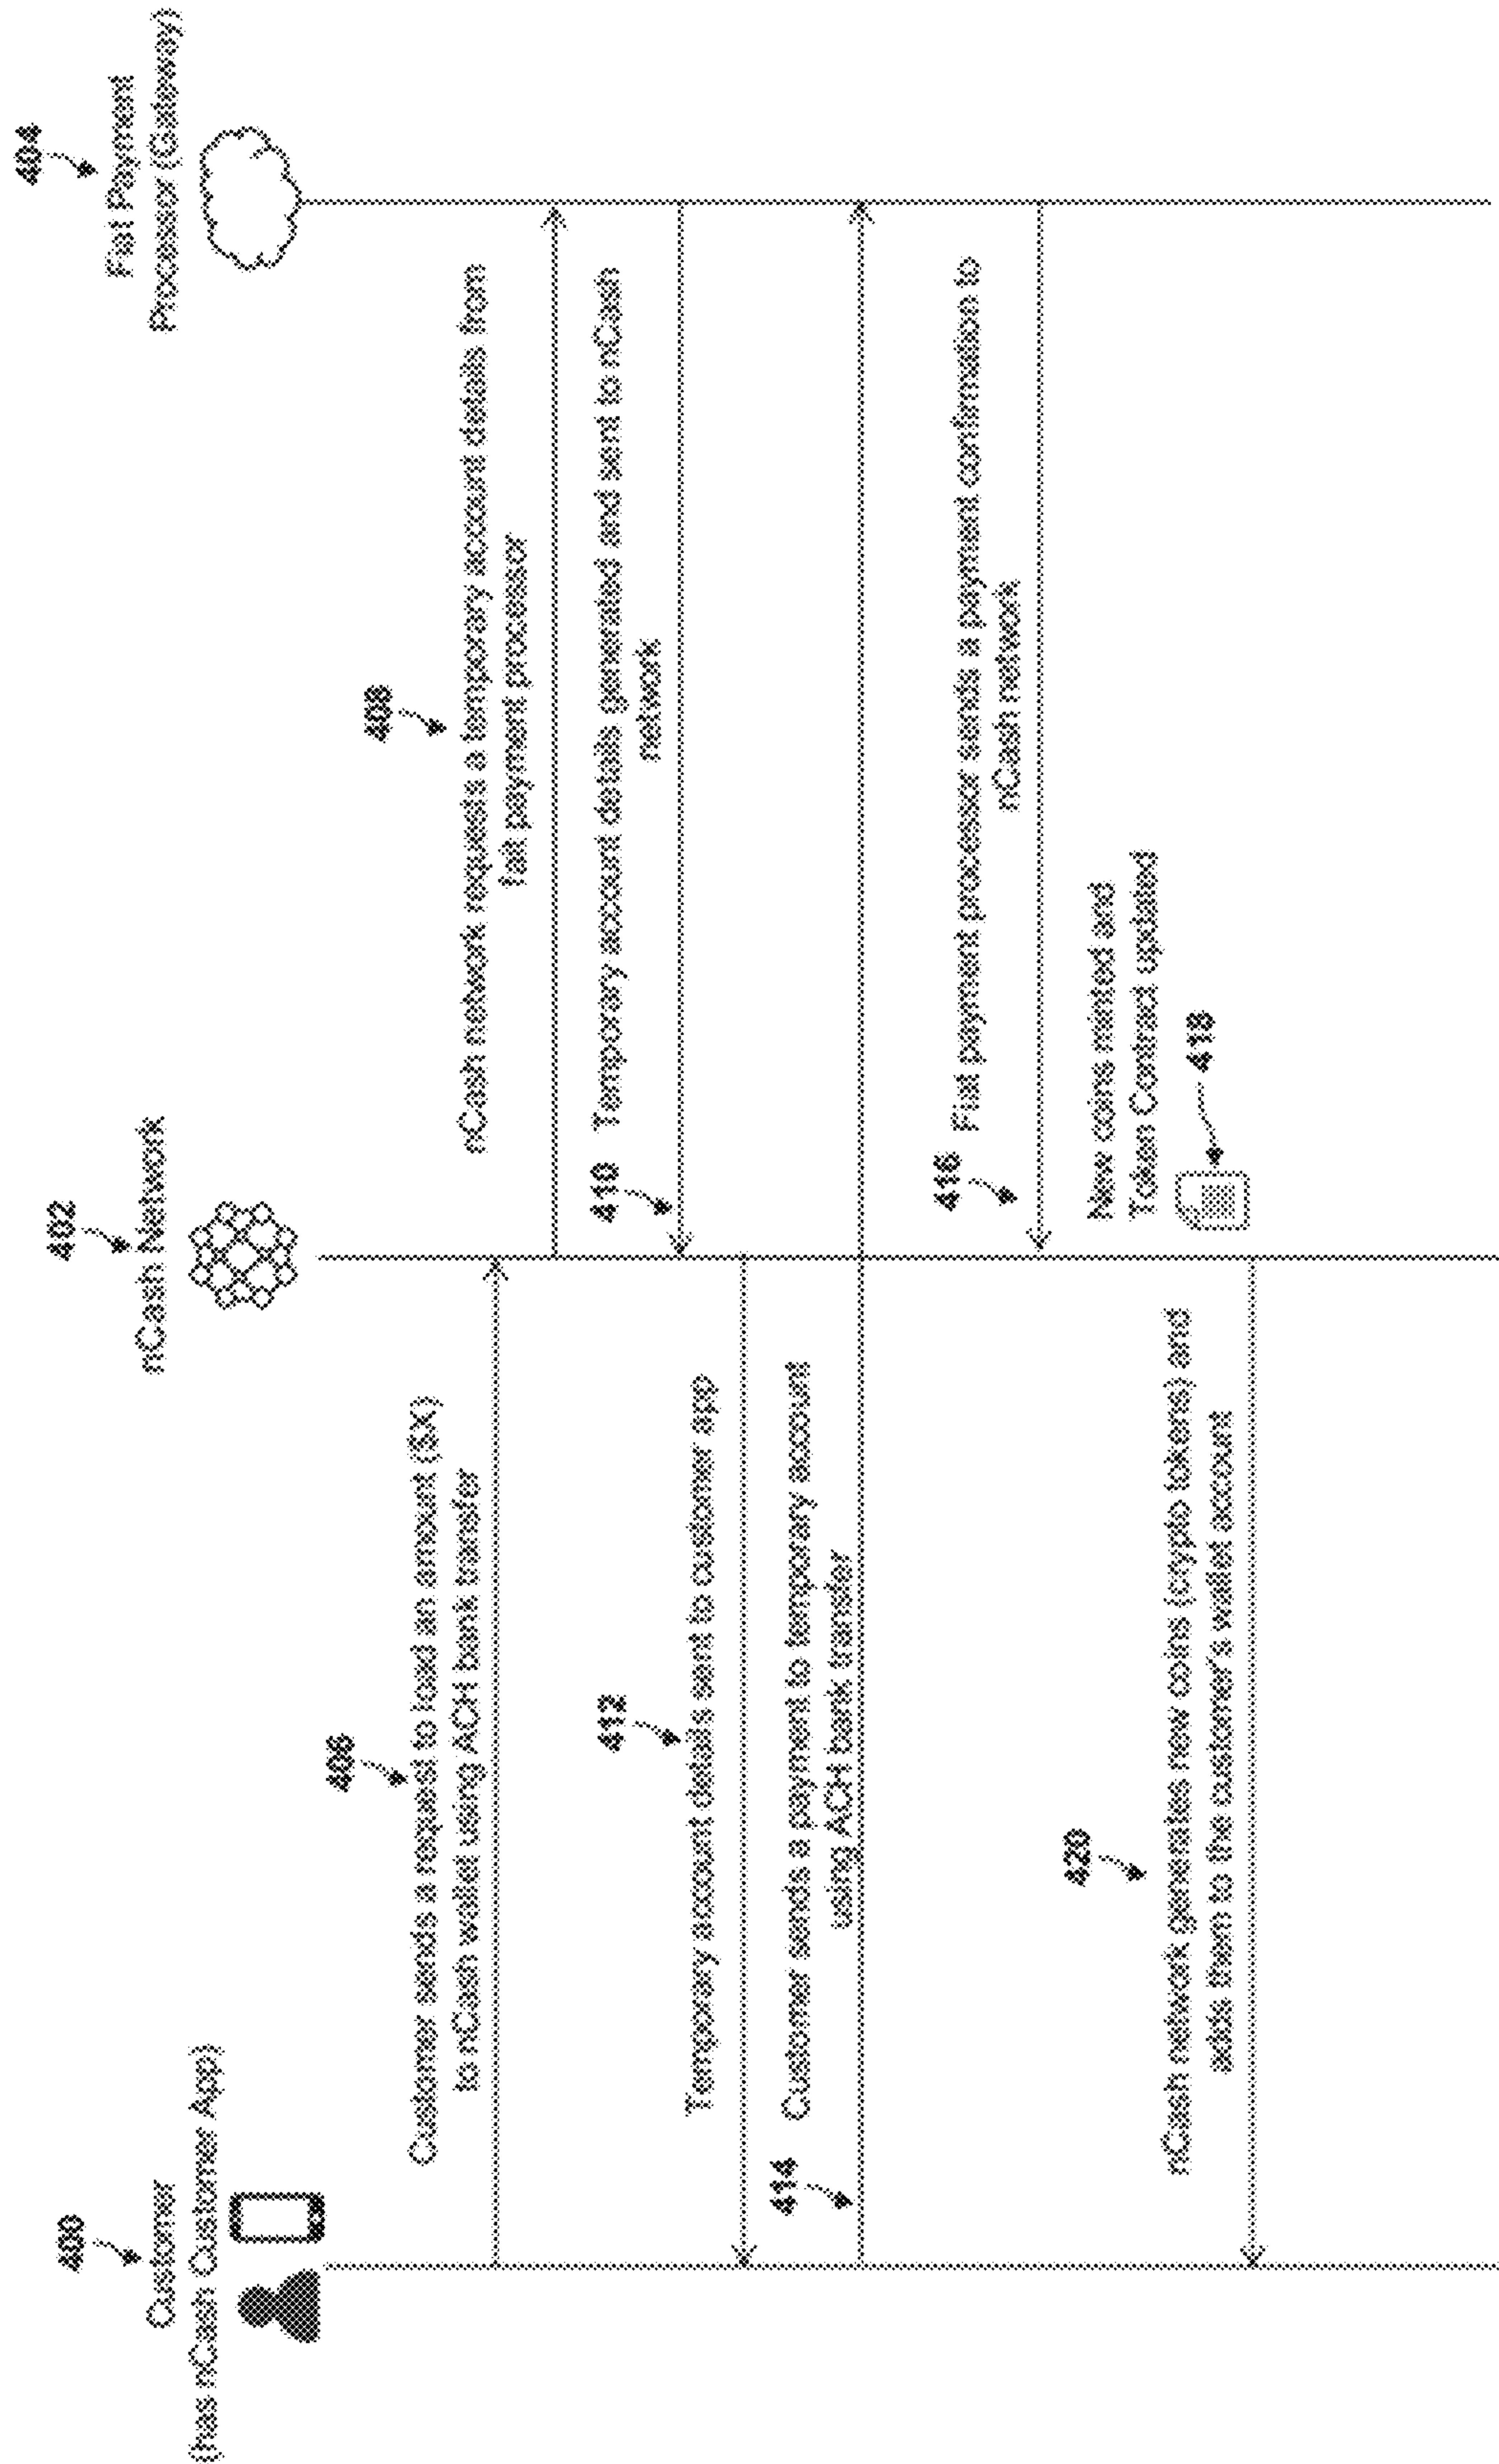 400
Customer
(has nCash Customer App)
402
nCash Network
404
Fiat Payment
Processor (Gateway)
406
Customer sends a request to load an amount ($X)
to nCash wallet using ACH bank transfer
408
nCash network requests a temporary account details from
fait payment processor
410
Temporary account details generated and sent to nCash
network
412
Temporary account details sent to customer app
414
Customer sends a payment to temporary account
using ACH bank transfer
416
Fiat payment processor sends a payment confirmation to
nCash network
New coins minted and
Token Contract updated
418
420
nCash network generates new coins (crypto tokens) and
adds them to the customer's wallet account